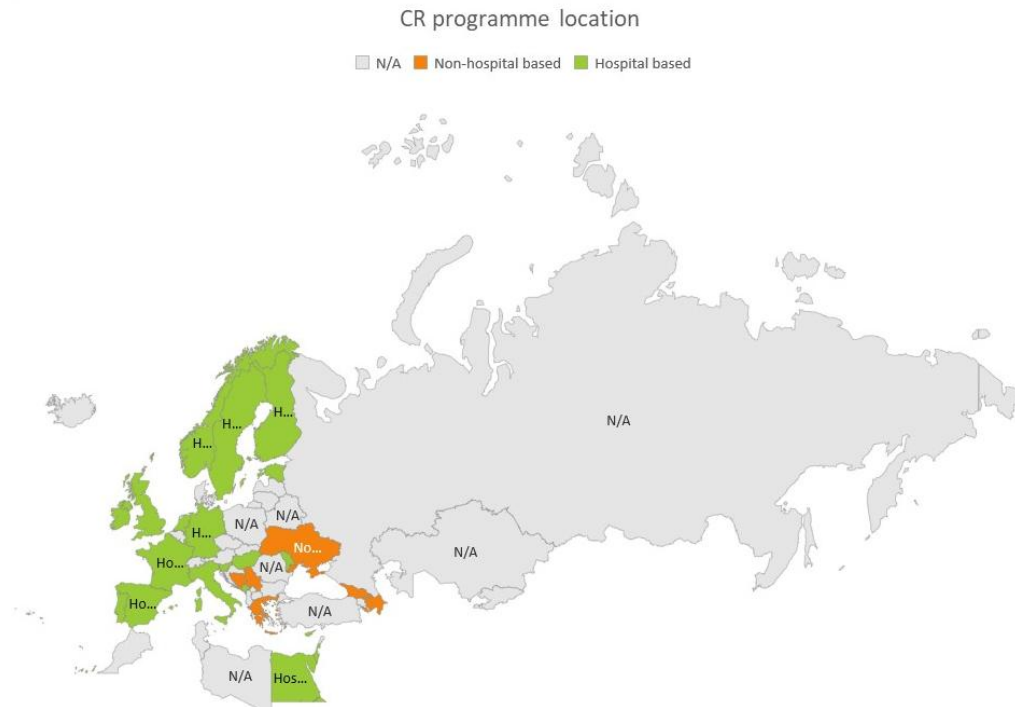 CR programme location
N/A Non-hospital based Hospital based
N/A
H...
H...
H...
N/A
N/A
H...
No...
Ho...
N/A
N/A
Ho...
N/A
N/A
Hos...